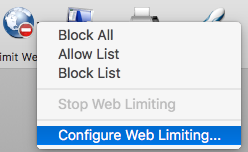 Block All
Allow List
imit We
Block List
Stop Web Limiting
Configure Web Limiting...